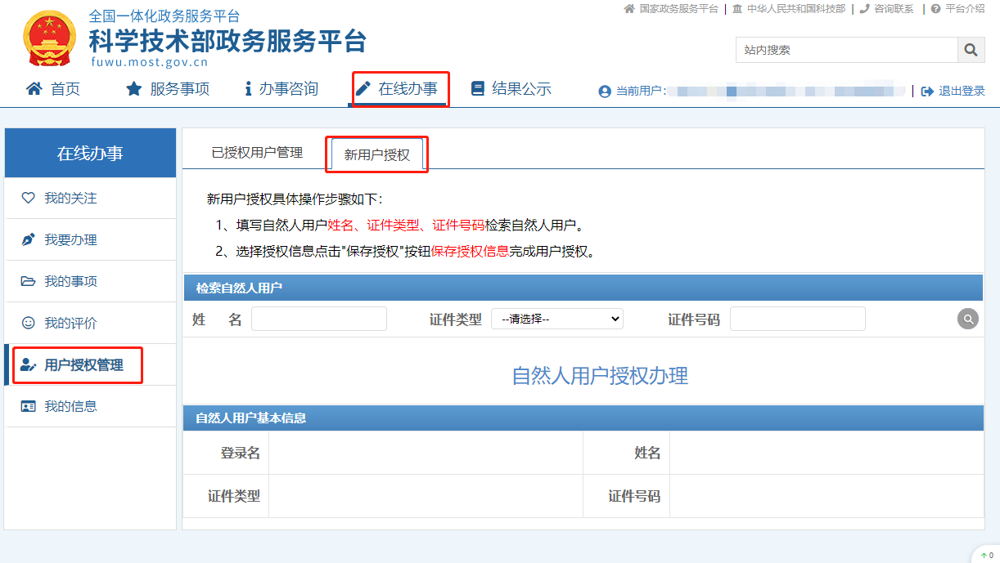 国家政务服务平台 | 中华人民共和国科技部 | 咨询联系 | 平台介绍
全国一体化政务服务平台
科学技术部政务服务平台
fuwu.most.gov.cn
站内搜索
首页 服务事项 办事咨询 在线办事 结果公示 当前用户: | 退出登录
在线办事
我的关注
我要办理
我的事项
我的评价
用户授权管理
我的信息
已授权用户管理 新用户授权
新用户授权具体操作步骤如下：
1、填写自然人用户姓名、证件类型、证件号码检索自然人用户。
2、选择授权信息点击"保存授权"按钮保存授权信息完成用户授权。
检索自然人用户
姓 名 证件类型 --请选择-- 证件号码
自然人用户授权办理
自然人用户基本信息
登录名 姓名
证件类型 证件号码
0